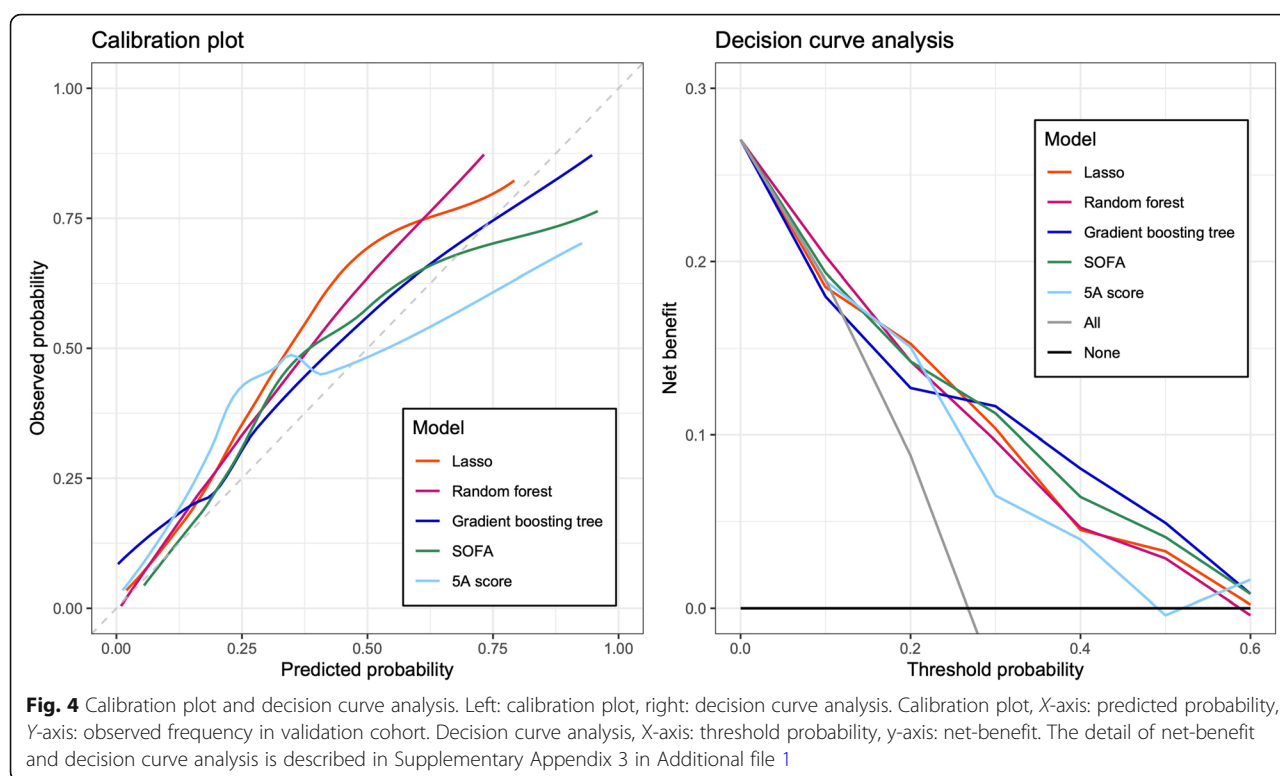 Calibration plot
1.00
0.75
0.50
0.25
0.00
Observed probability
Model
Lasso
Random forest
Gradient boosting tree
SOFA
5A score
0.00 0.25 0.50 0.75 1.00
Predicted probability
Decision curve analysis
0.3
0.2
0.1
0.0
Net benefit
Model
Lasso
Random forest
Gradient boosting tree
SOFA
5A score
All
None
0.0 0.2 0.4 0.6
Threshold probability
Fig. 4 Calibration plot and decision curve analysis. Left: calibration plot, right: decision curve analysis. Calibration plot, X-axis: predicted probability,
Y-axis: observed frequency in validation cohort. Decision curve analysis, X-axis: threshold probability, y-axis: net-benefit. The detail of net-benefit
and decision curve analysis is described in Supplementary Appendix 3 in Additional file 1